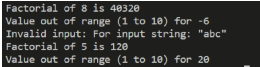 Factorial of 8 is 40320
Value out of range (1 to 10) for -6
Invalid input: For input string: "abc"
Factorial of 5 is 120
Value out of range (1 to 10) for 20